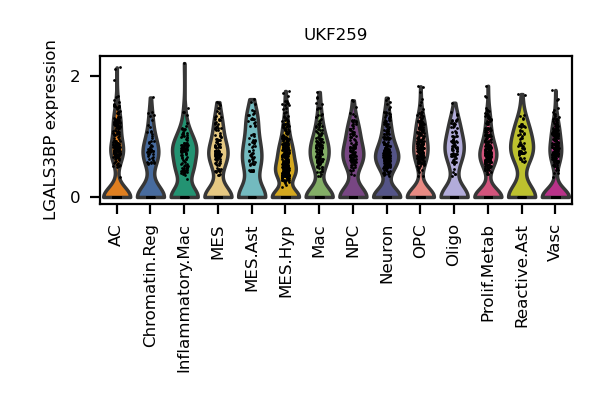 UKF259
LGALS3BP expression
2
0
AC
Chromatin.Reg
Inflammatory.Mac
MES
MES.Ast
MES.Hyp
Mac
NPC
Neuron
OPC
Oligo
Prolif.Metab
Reactive.Ast
Vasc